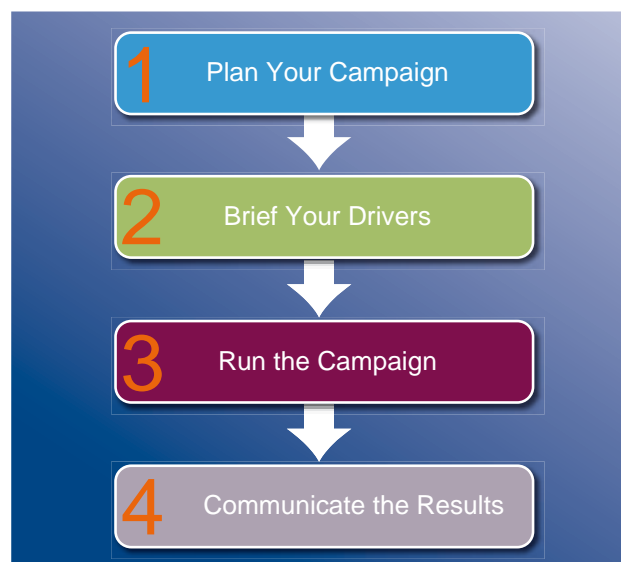 1 Plan Your Campaign
2 Brief Your Drivers
3 Run the Campaign
4 Communicate the Results